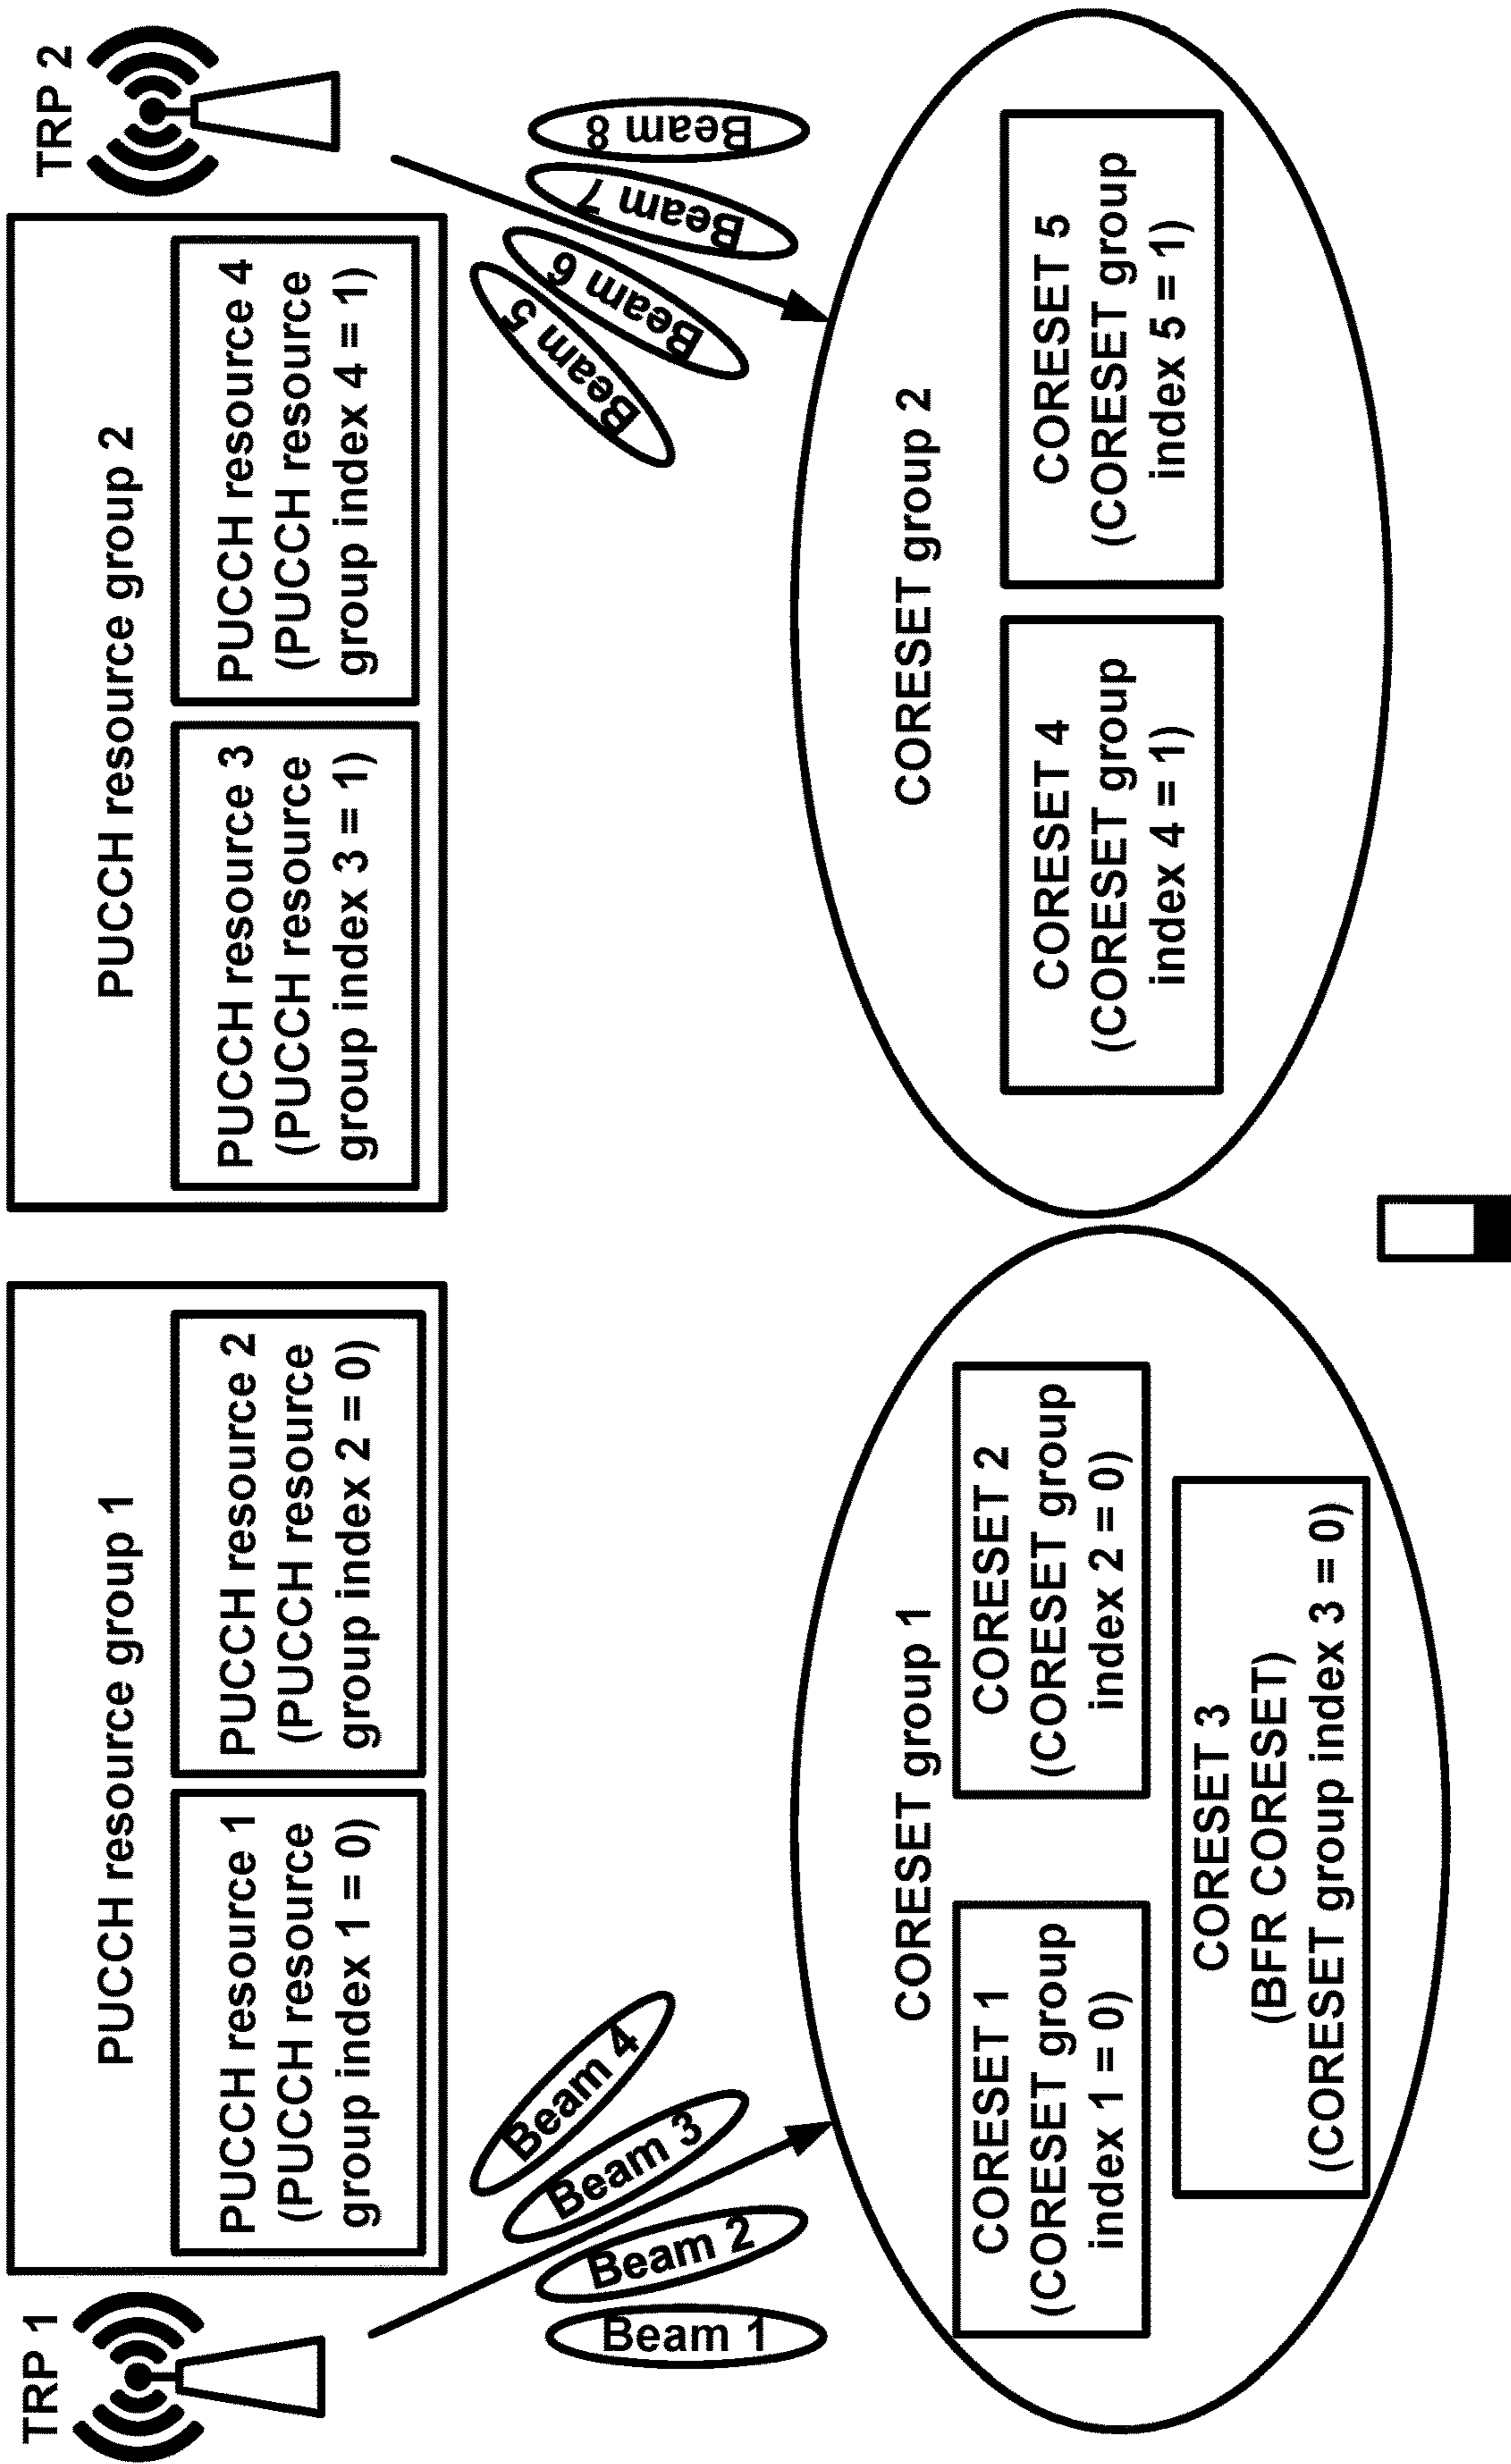 TRP 1
PUCCH resource group 1
PUCCH resource 1
(PUCCH resource
group index 1 = 0)
PUCCH resource 2
(PUCCH resource
group index 2 = 0)
PUCCH resource group 2
PUCCH resource 3
(PUCCH resource
group index 3 = 1)
PUCCH resource 4
(PUCCH resource
group index 4 = 1)
TRP 2
Beam 1
Beam 2
Beam 3
Beam 4
Beam 5
Beam 6
Beam 7
Beam 8
CORESET group 1
CORESET 1
(CORESET group
index 1 = 0)
CORESET 2
(CORESET group
index 2 = 0)
CORESET 3
(BFR CORESET)
(CORESET group index 3 = 0)
CORESET group 2
CORESET 4
(CORESET group
index 4 = 1)
CORESET 5
(CORESET group
index 5 = 1)